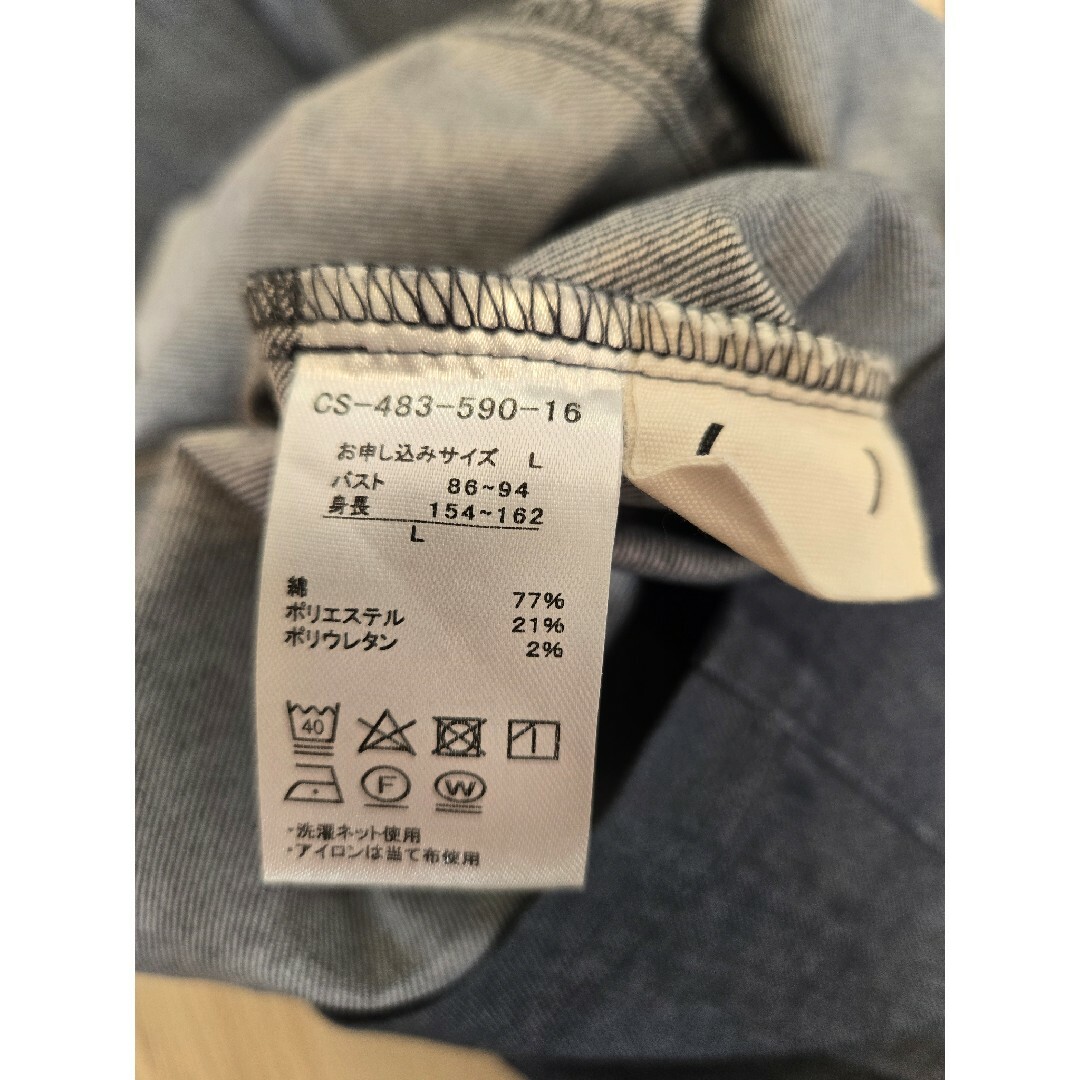 CS-483-590-16
お申し込みサイズ L
バスト 86~94
身長 154~162
L
綿 77%
ポリエステル 21%
ポリウレタン 2%
40
F
W
・洗濯ネット使用
・アイロンは当て布使用